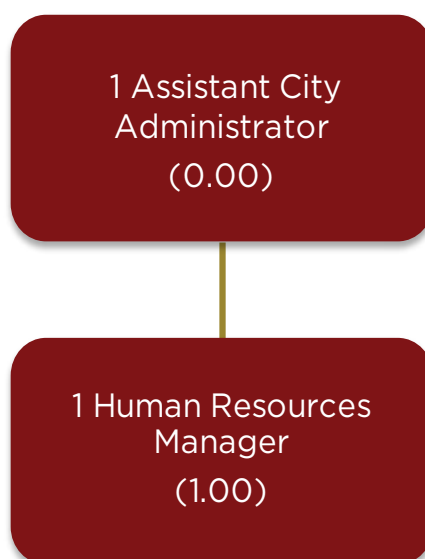 1 Assistant City
Administrator
(0.00)
1 Human Resources
Manager
(1.00)